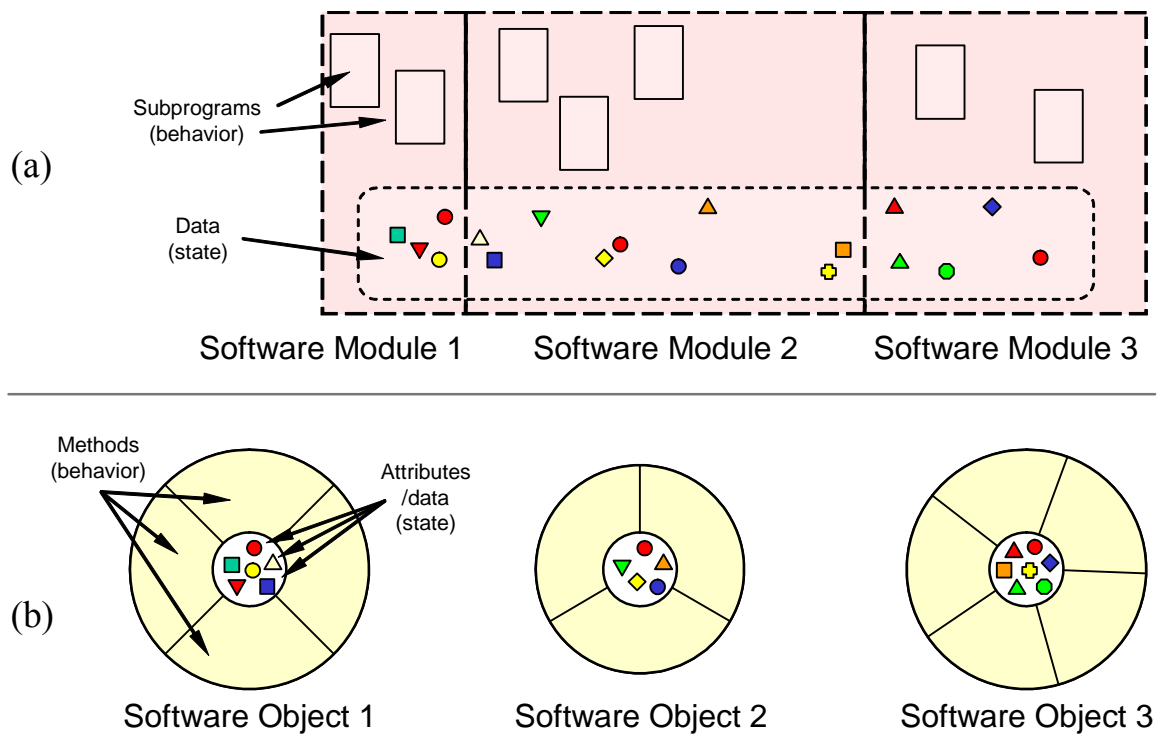 Subprograms
(behavior)
(a)
Data
(state)
Software Module 1
Software Module 2
Software Module 3
Methods
(behavior)
Attributes
/data
(state)
(b)
Software Object 1
Software Object 2
Software Object 3